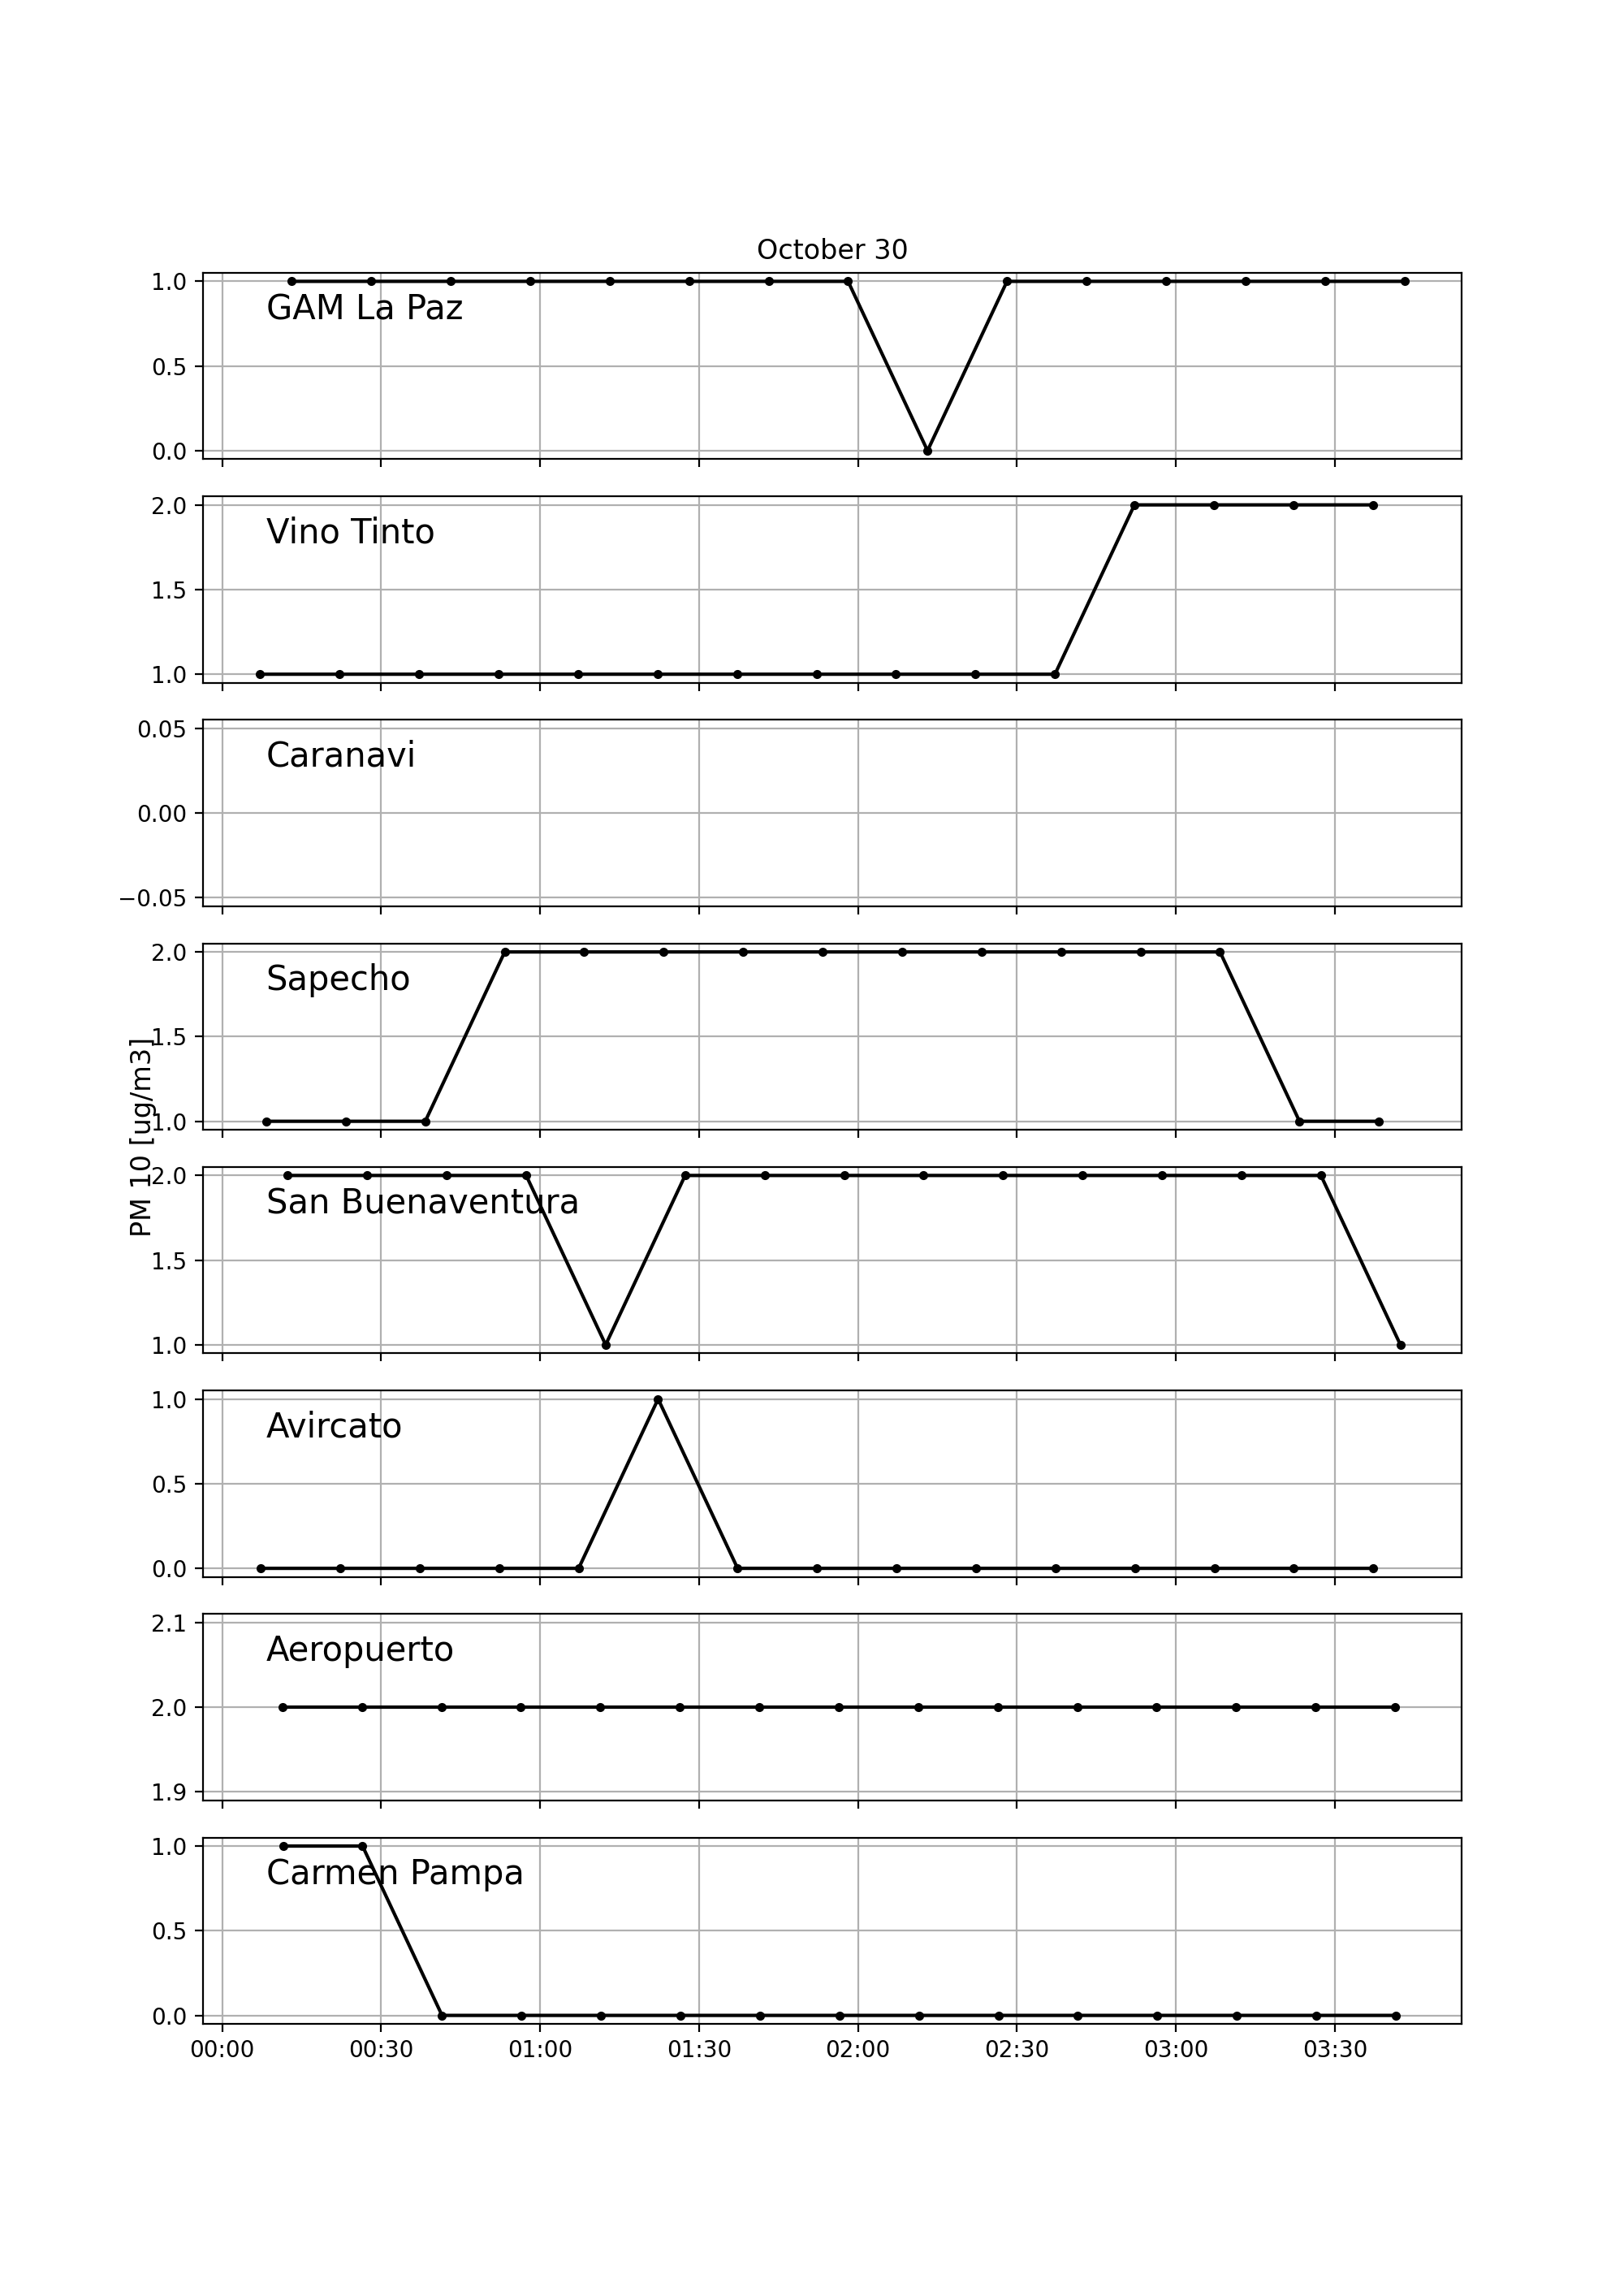 October 30
1.0
GAM La Paz
0.5
0.0
2.0
Vino Tinto
1.5
1.0
0.05
Caranavi
0.00
−0.05
2.0
Sapecho
1.5
1.0
PM 10 [ug/m3]
2.0
San Buenaventura
1.5
1.0
1.0
Avircato
0.5
0.0
2.1
Aeropuerto
2.0
1.9
1.0
Carmen Pampa
0.5
0.0
00:00 00:30 01:00 01:30 02:00 02:30 03:00 03:30